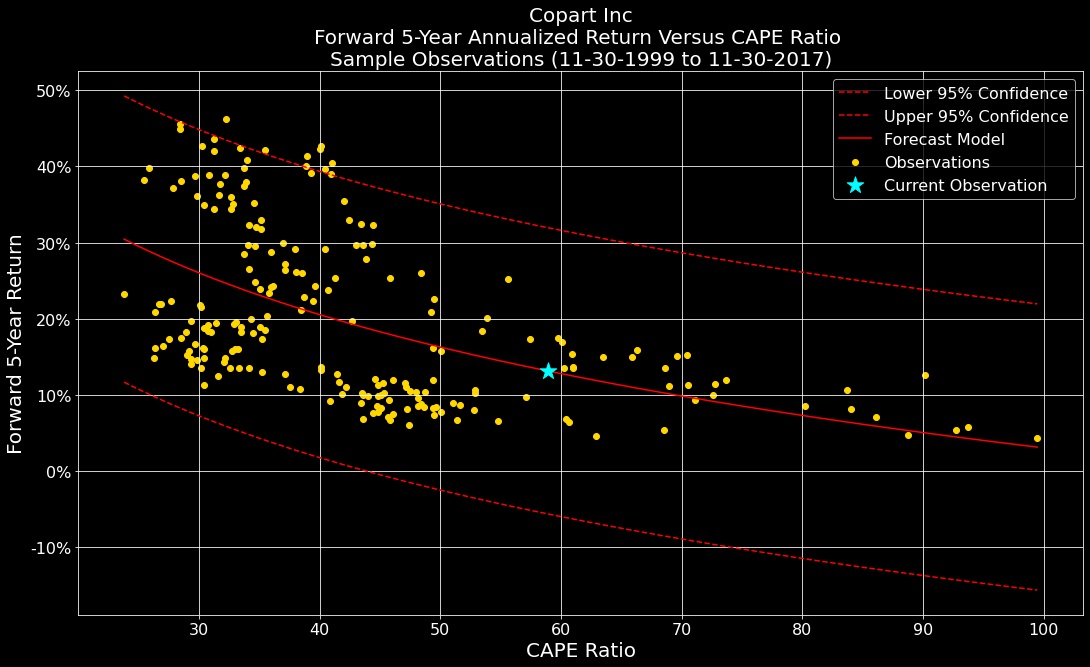 Copart Inc
Forward 5-Year Annualized Return Versus CAPE Ratio
Sample Observations (11-30-1999 to 11-30-2017)
Lower 95% Confidence
Upper 95% Confidence
Forecast Model
Observations
Current Observation
Forward 5-Year Return
50%
40%
30%
20%
10%
0%
-10%
30 40 50 60 70 80 90 100
CAPE Ratio